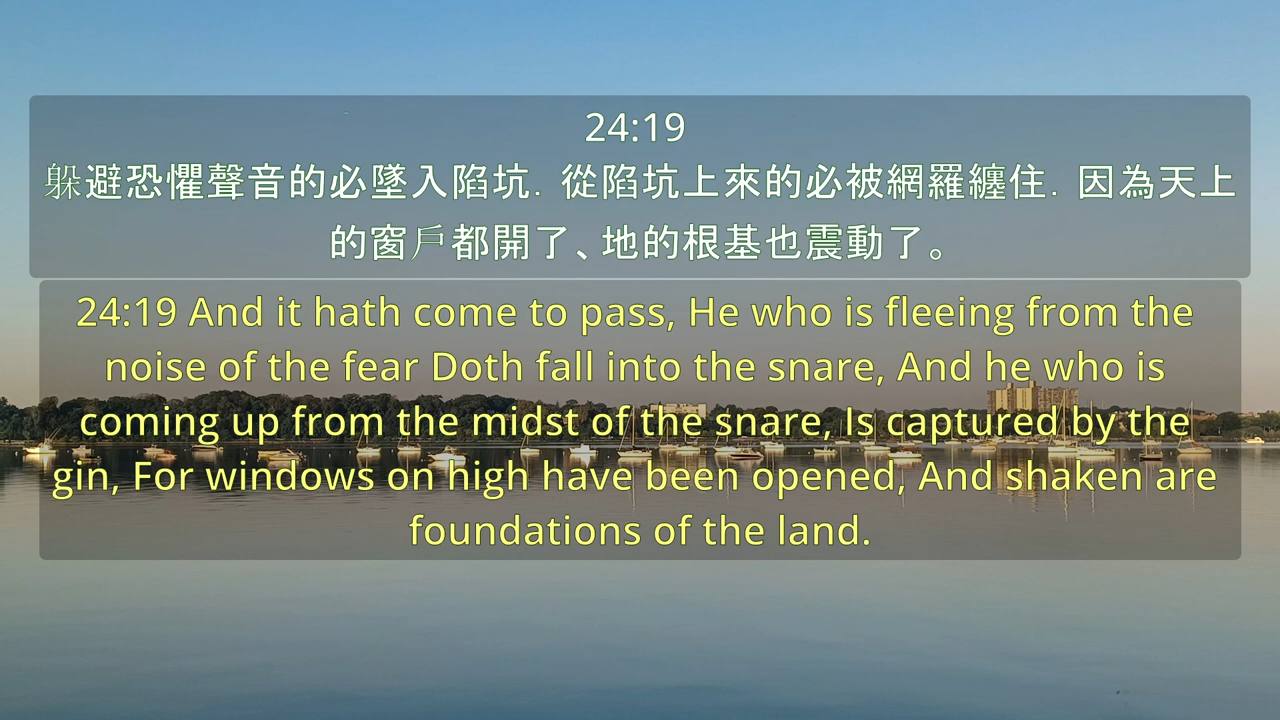 24:19
躲避恐懼聲音的必墜入陷坑．從陷坑上來的必被網羅纏住．因為天上
的窗戶都開了、地的根基也震動了。
24:19 And it hath come to pass, He who is fleeing from the
noise of the fear Doth fall into the snare, And he who is
coming up from the midst of the snare, Is captured by the
gin, For windows on high have been opened, And shaken are
foundations of the land.